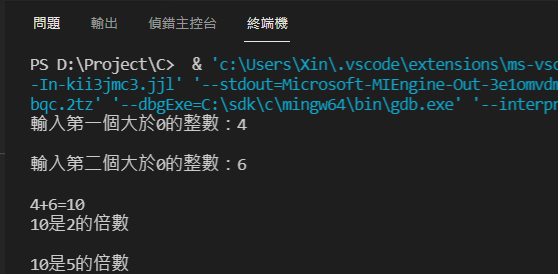 問題 輸出 偵錯主控台 終端機
PS D:\Project\C>  & 'c:\Users\Xin\.vscode\extensions\ms-vsc
-In-kii3jmc3.jjl' '--stdout=Microsoft-MIEngine-Out-3e1omvdm
bqc.2tz' '--dbgExe=C:\sdk\c\mingw64\bin\gdb.exe' '--interpr
輸入第一個大於0的整數：4
輸入第二個大於0的整數：6
4+6=10
10是2的倍數
10是5的倍數